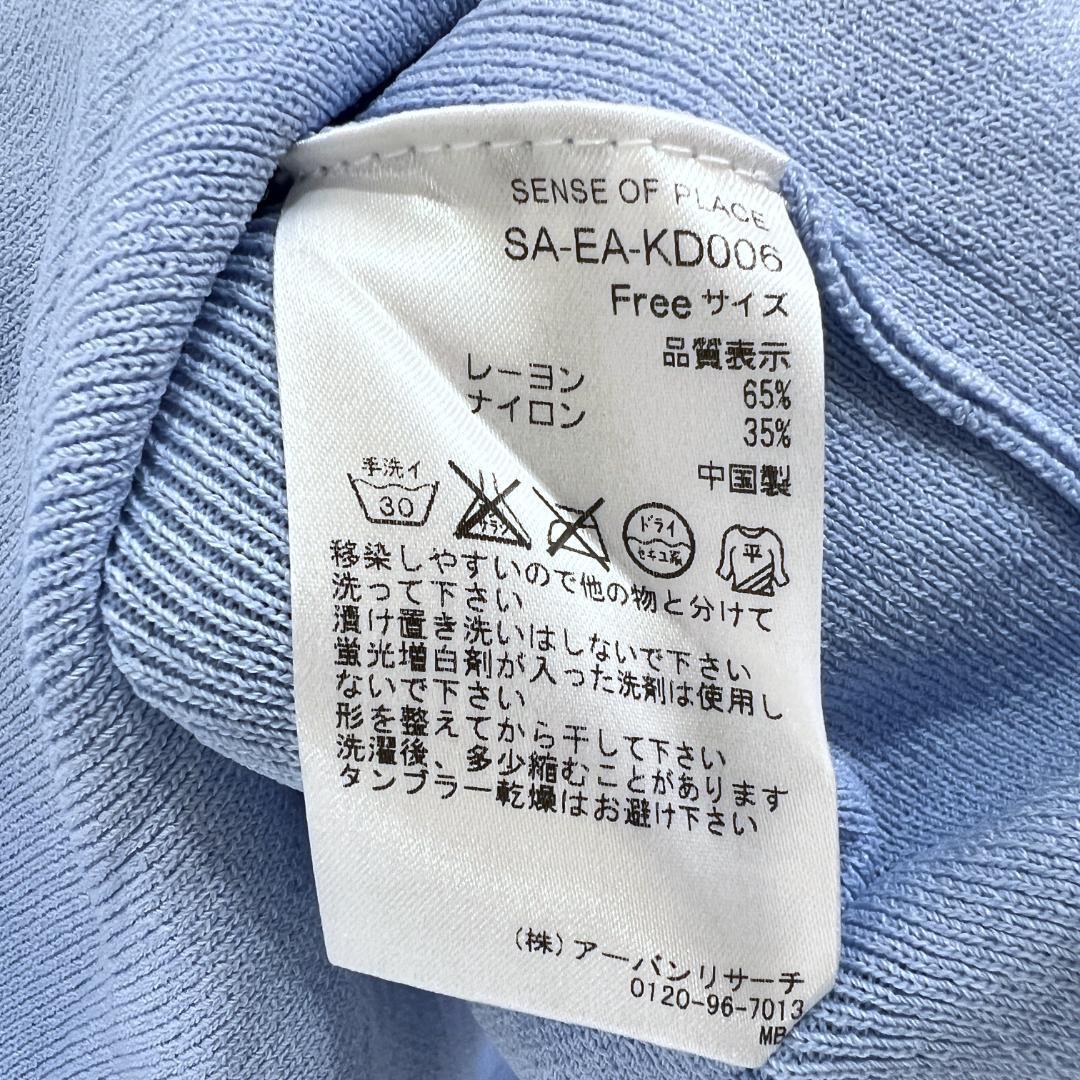 SENSE OF PLACE
SA-EA-KD006
Free サイズ
品質表示
レーヨン 65%
ナイロン 35%
中国製
手洗イ
30
エンソサラシ
ドライ
セキユ系
平
移染しやすいので他の物と分けて
洗って下さい
漬け置き洗いはしないで下さい
蛍光増白剤が入った洗剤は使用し
ないで下さい
形を整えてから干して下さい
洗濯後、多少縮むことがあります
タンブラー乾燥はお避け下さい
(株)アーバンリサーチ
0120-96-7013
MB